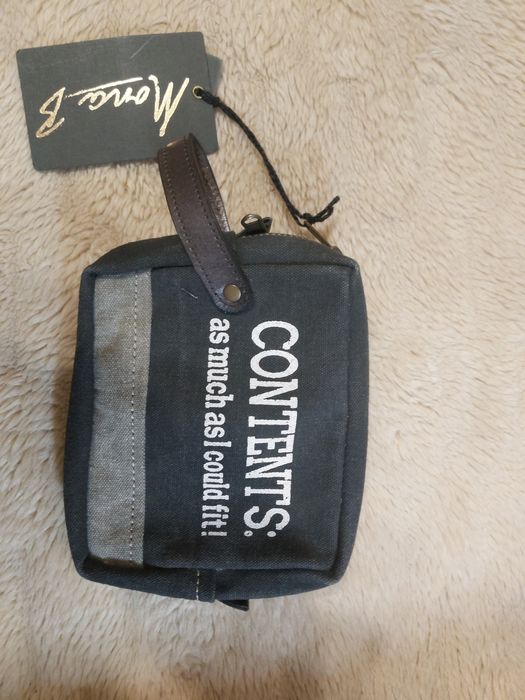 Mona B
CONTENTS:
as much as I could fit!